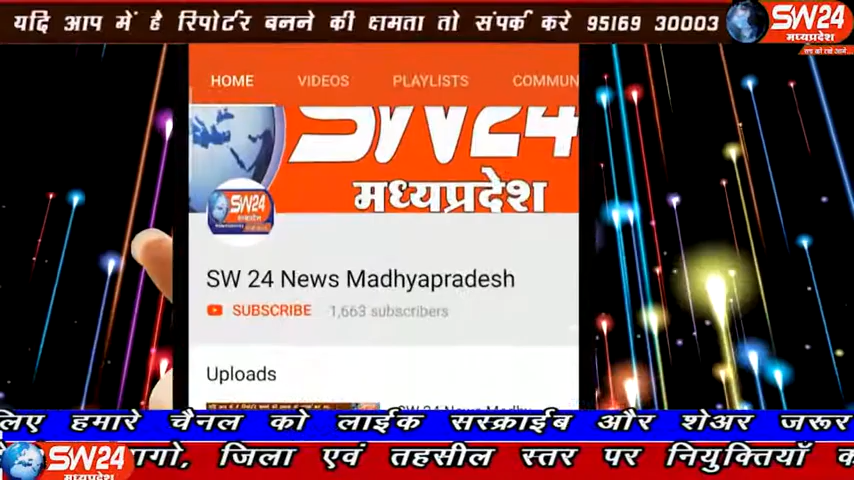 यदि आप में है रिपोर्टर बनने की क्षमता तो संपर्क करे 95169 30003
SW24
मध्यप्रदेश
HOME VIDEOS PLAYLISTS COMMUN
SW24
मध्यप्रदेश
SW24
SW 24 News Madhyapradesh
SUBSCRIBE 1,663 subscribers
Uploads
लिए हमारे चैनल को लाईक सस्क्राईब और शेअर जरूर
SW24
मध्यप्रदेश
ागो, जिला एवं तहसील स्तर पर नियुक्तियाँ क